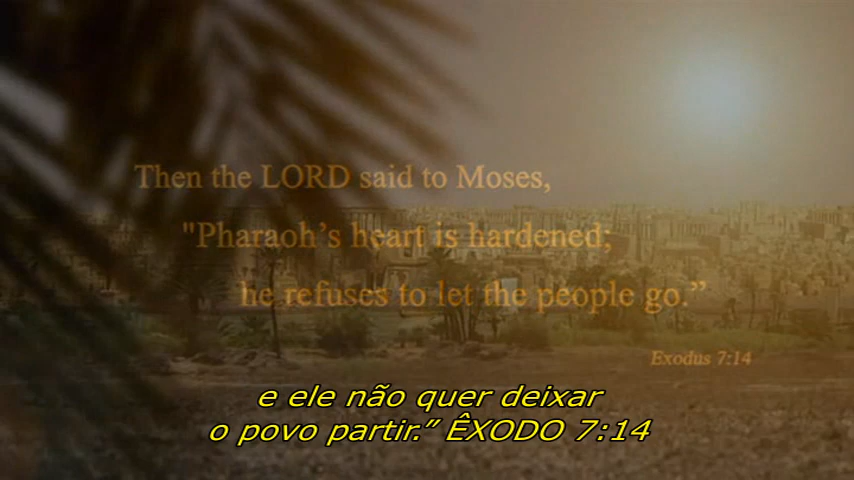 Then the LORD said to Moses,
"Pharaoh’s heart is hardened;
he refuses to let the people go.”
Exodus 7:14
e ele não quer deixar
o povo partir.” ÊXODO 7:14